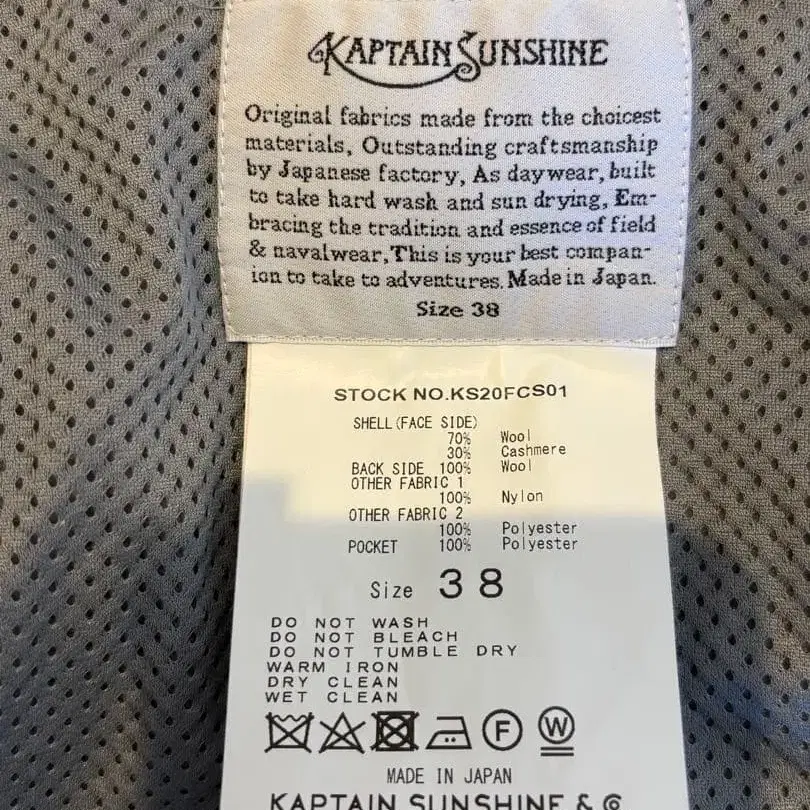 KAPTAIN SUNSHINE
Original fabrics made from the choicest
materials, Outstanding craftsmanship
by Japanese factory, As daywear, built
to take hard wash and sun drying, Em-
bracing the tradition and essence of field
& navalwear, This is your best compan-
ion to take to adventures. Made in Japan.
Size 38
STOCK NO.KS20FCS01
SHELL(FACE SIDE)
70% Wool
30% Cashmere
BACK SIDE 100% Wool
OTHER FABRIC 1
100% Nylon
OTHER FABRIC 2
100% Polyester
POCKET 100% Polyester
Size 38
DO NOT WASH
DO NOT BLEACH
DO NOT TUMBLE DRY
WARM IRON
DRY CLEAN
WET CLEAN
F W
MADE IN JAPAN
KAPTAIN SUNSHINE & Co